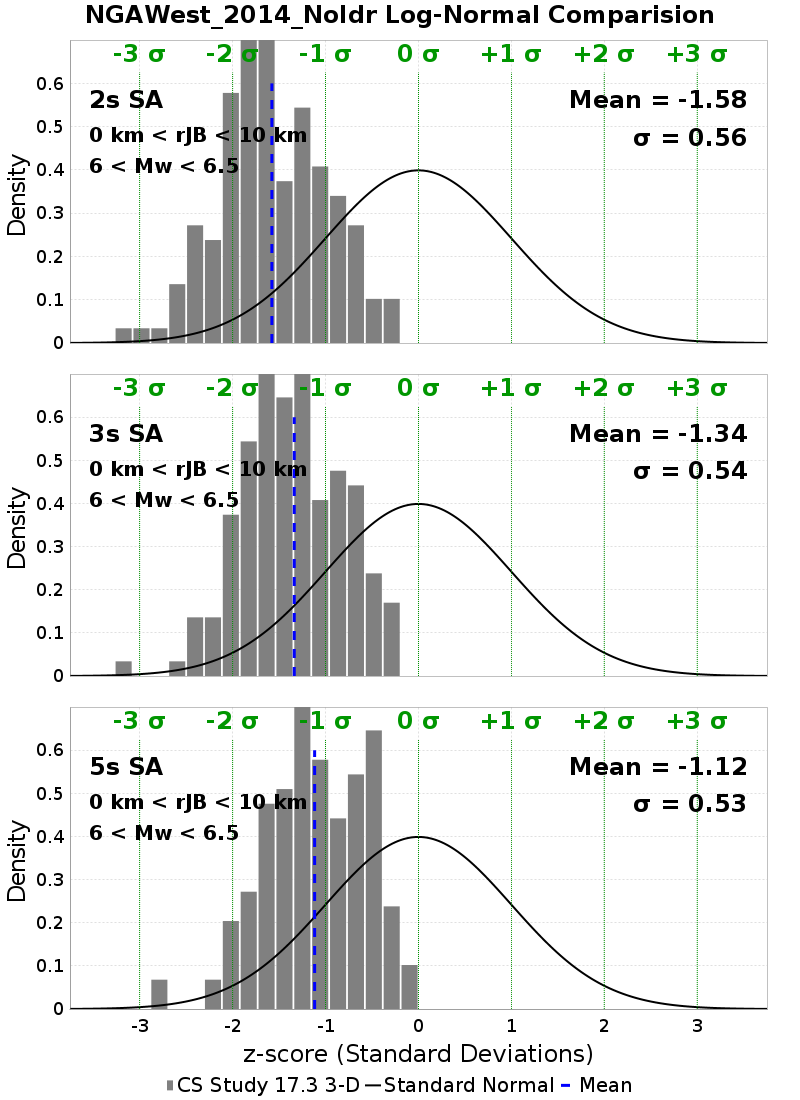 NGAWest_2014_NoIdr Log-Normal Comparision
-3 σ -2 σ -1 σ 0 σ +1 σ +2 σ +3 σ
0.6
2s SA Mean = -1.58
0.5
0 km < rJB < 10 km σ = 0.56
6 < Mw < 6.5
0.4
Density
0.3
0.2
0.1
0
-3 σ -2 σ -1 σ 0 σ +1 σ +2 σ +3 σ
0.6
3s SA Mean = -1.34
0.5
0 km < rJB < 10 km σ = 0.54
6 < Mw < 6.5
0.4
Density
0.3
0.2
0.1
0
-3 σ -2 σ -1 σ 0 σ +1 σ +2 σ +3 σ
0.6
5s SA Mean = -1.12
0.5
0 km < rJB < 10 km σ = 0.53
6 < Mw < 6.5
0.4
Density
0.3
0.2
0.1
0
-3 -2 -1 0 1 2 3
z-score (Standard Deviations)
CS Study 17.3 3-D Standard Normal Mean